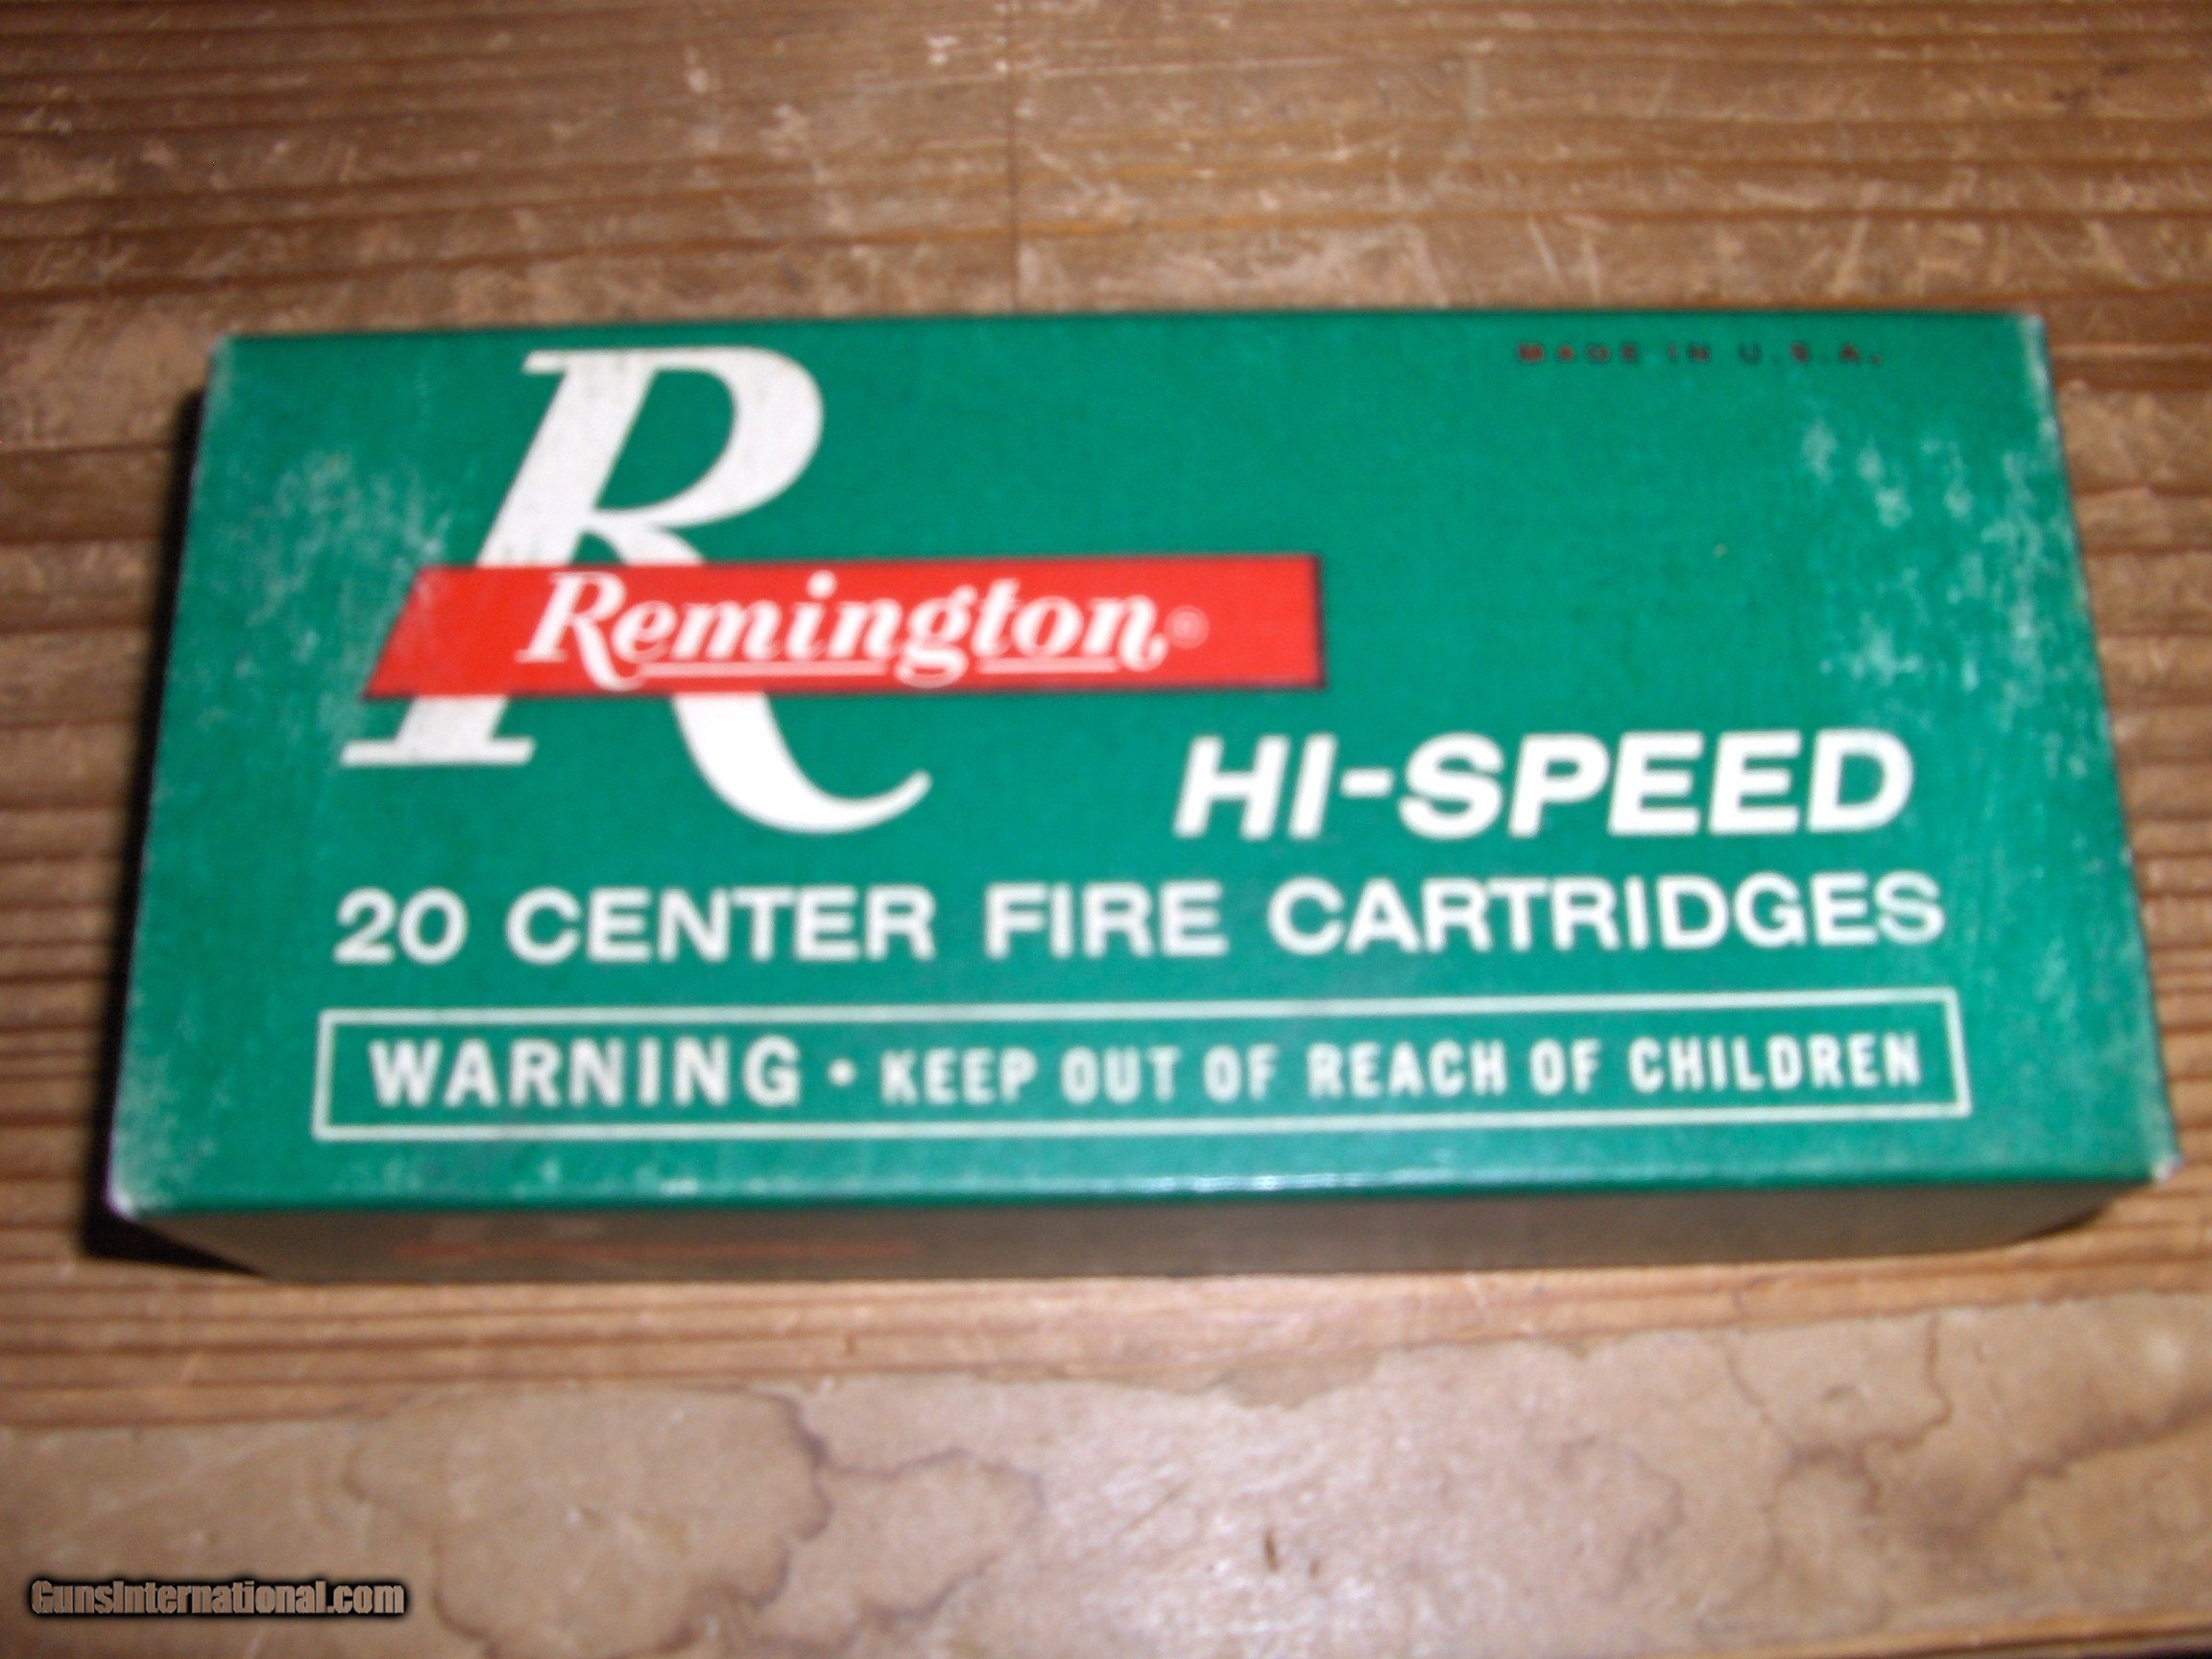 MADE IN U.S.A.
R
Remington®
HI-SPEED
20 CENTER FIRE CARTRIDGES
WARNING • KEEP OUT OF REACH OF CHILDREN
GunsInternational.com